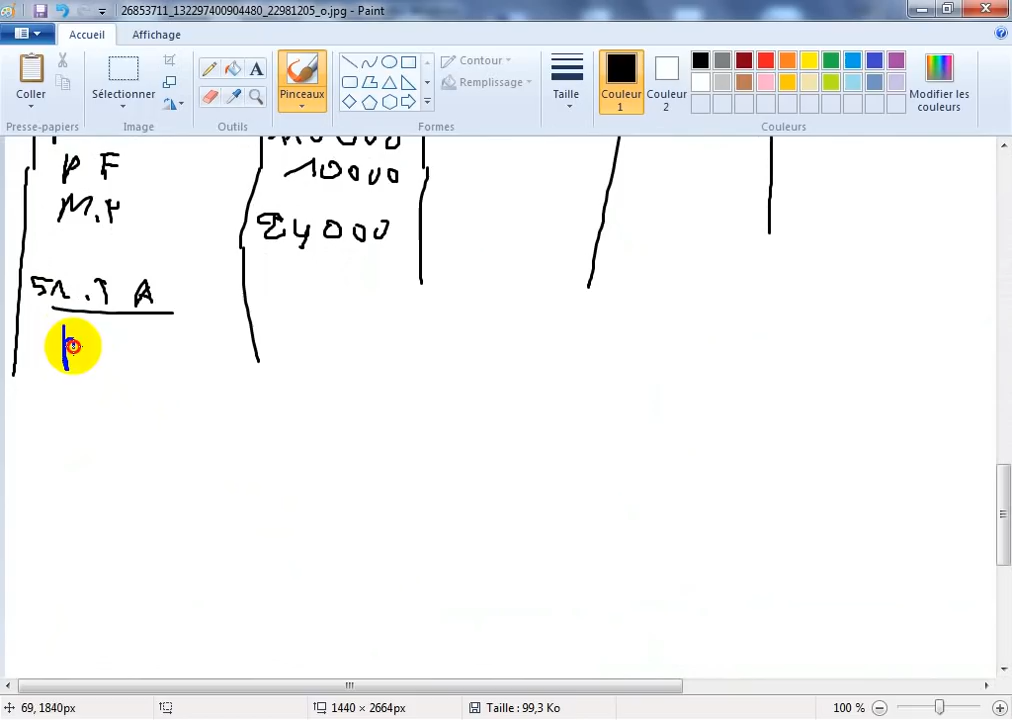 26853711_132297400904480_22981205_o.jpg - Paint
Accueil
Affichage
Coller
Sélectionner
Pinceaux
Contour
Remplissage
Taille
Couleur 1
Couleur 2
Modifier les couleurs
Presse-papiers
Image
Outils
Formes
Couleurs
P F
10000
M.P
24000
69, 1840px
1440 × 2664px
Taille : 99,3 Ko
100 %